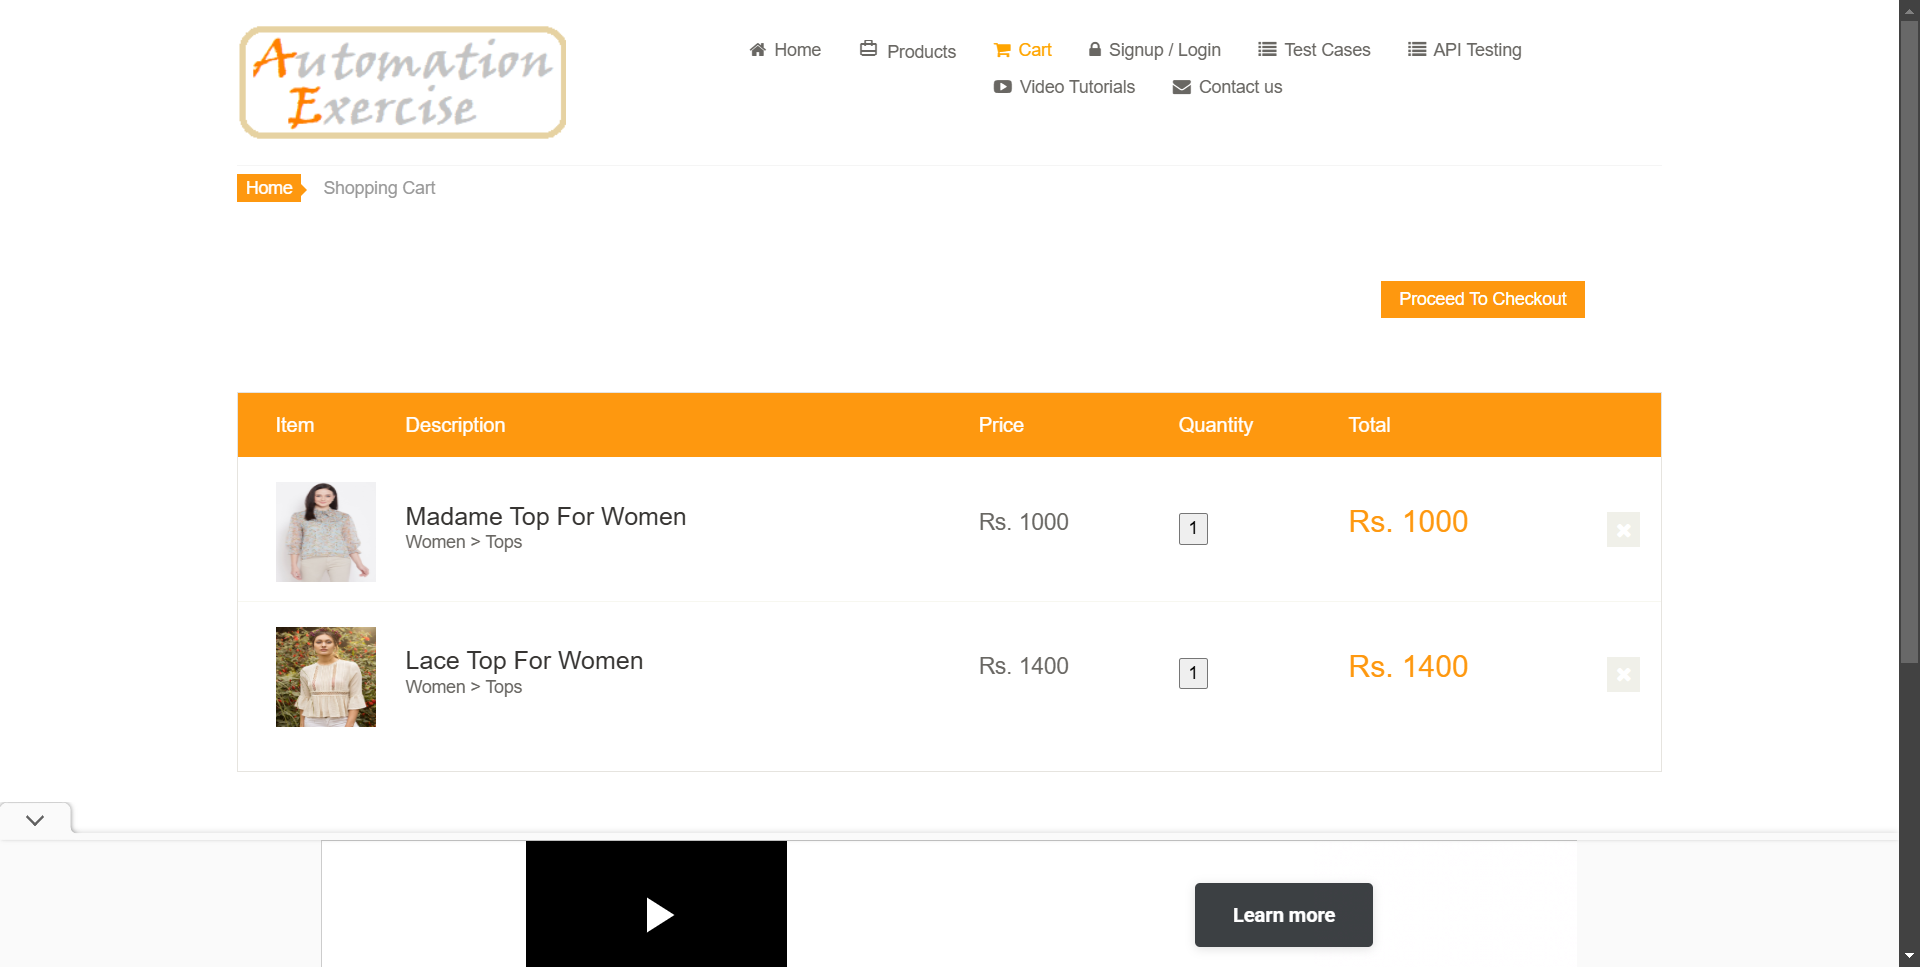 Automation
Exercise
Home
Products
Cart
Signup / Login
Test Cases
API Testing
Video Tutorials
Contact us
Home
Shopping Cart
Proceed To Checkout
Item Description Price Quantity Total
Madame Top For Women
Women > Tops
Rs. 1000
1
Rs. 1000
Lace Top For Women
Women > Tops
Rs. 1400
1
Rs. 1400
Learn more